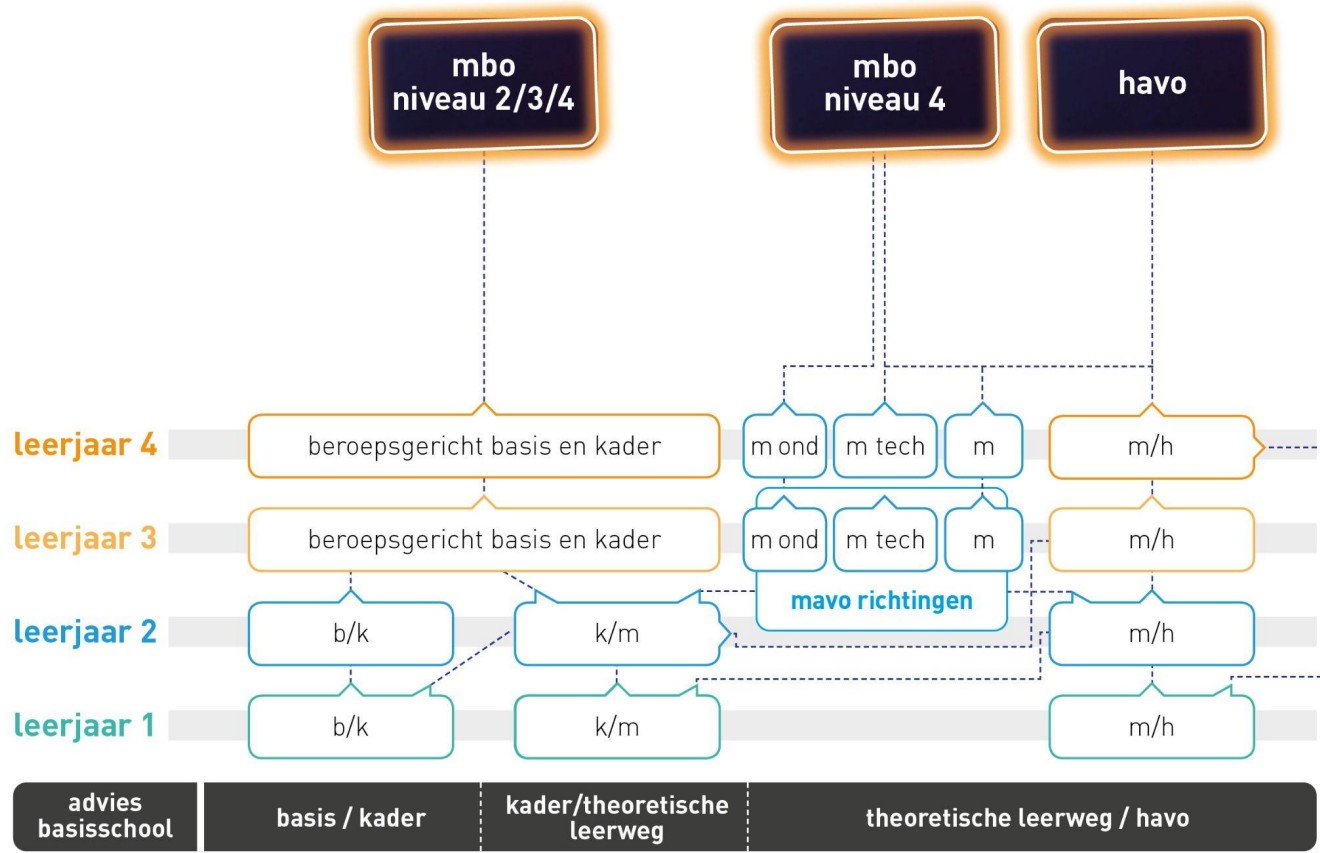 mbo
niveau 2/3/4
mbo
niveau 4
havo
leerjaar 4
beroepsgericht basis en kader
m ond
m tech
m
m/h
leerjaar 3
beroepsgericht basis en kader
m ond
m tech
m
m/h
mavo richtingen
leerjaar 2
b/k
k/m
m/h
leerjaar 1
b/k
k/m
m/h
advies
basisschool
basis / kader
kader/theoretische
leerweg
theoretische leerweg / havo